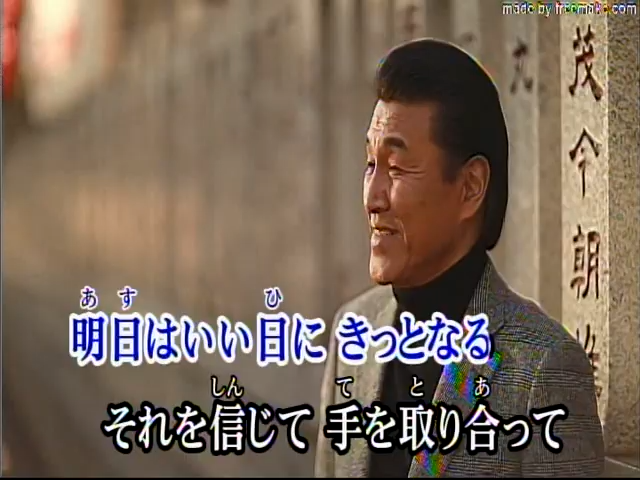 made by freemake.com
茂今朝
丸
あす ひ
明日はいい日に きっとなる
しん て と あ
それを信じて 手を取り合って